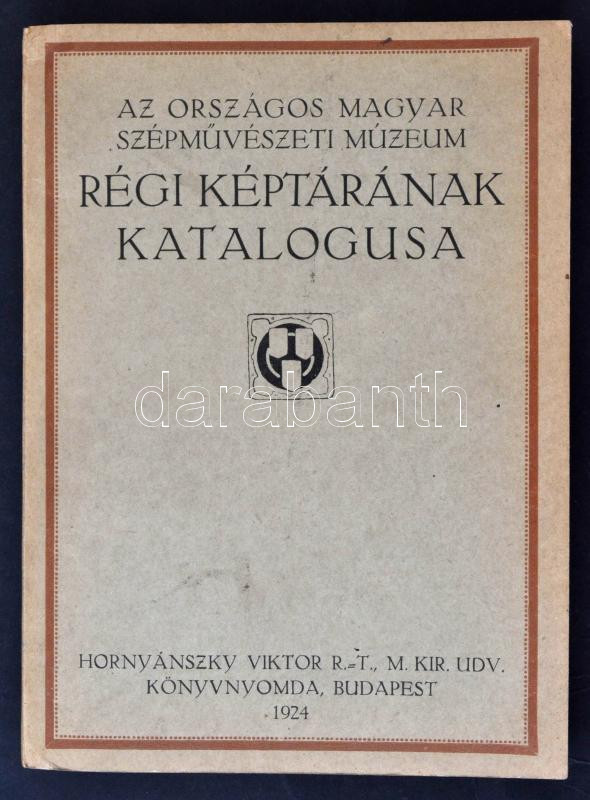 AZ ORSZÁGOS MAGYAR
SZÉPMŰVÉSZETI MÚZEUM
RÉGI KÉPTÁRÁNAK
KATALOGUSA
darabanth
HORNYÁNSZKY VIKTOR R.=T., M. KIR. UDV.
KÖNYVNYOMDA, BUDAPEST
1924